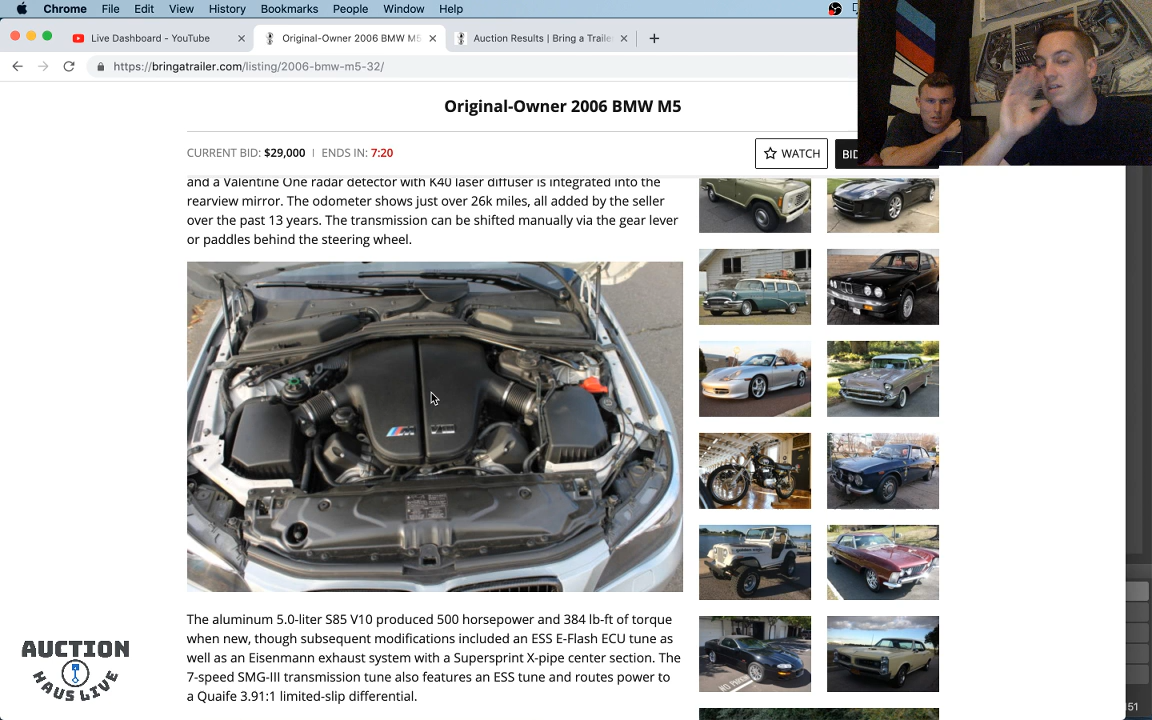 Chrome File Edit View History Bookmarks People Window Help
Live Dashboard - YouTube
Original-Owner 2006 BMW M5
Auction Results | Bring a Traile
https://bringatrailer.com/listing/2006-bmw-m5-32/
Original-Owner 2006 BMW M5
CURRENT BID: $29,000 | ENDS IN: 7:20
WATCH
BID
and a Valentine One radar detector with K40 laser diffuser is integrated into the
rearview mirror. The odometer shows just over 26k miles, all added by the seller
over the past 13 years. The transmission can be shifted manually via the gear lever
or paddles behind the steering wheel.
The aluminum 5.0-liter S85 V10 produced 500 horsepower and 384 lb-ft of torque
when new, though subsequent modifications included an ESS E-Flash ECU tune as
well as an Eisenmann exhaust system with a Supersprint X-pipe center section. The
7-speed SMG-III transmission tune also features an ESS tune and routes power to
a Quaife 3.91:1 limited-slip differential.
AUCTION
HAUS LIVE
51